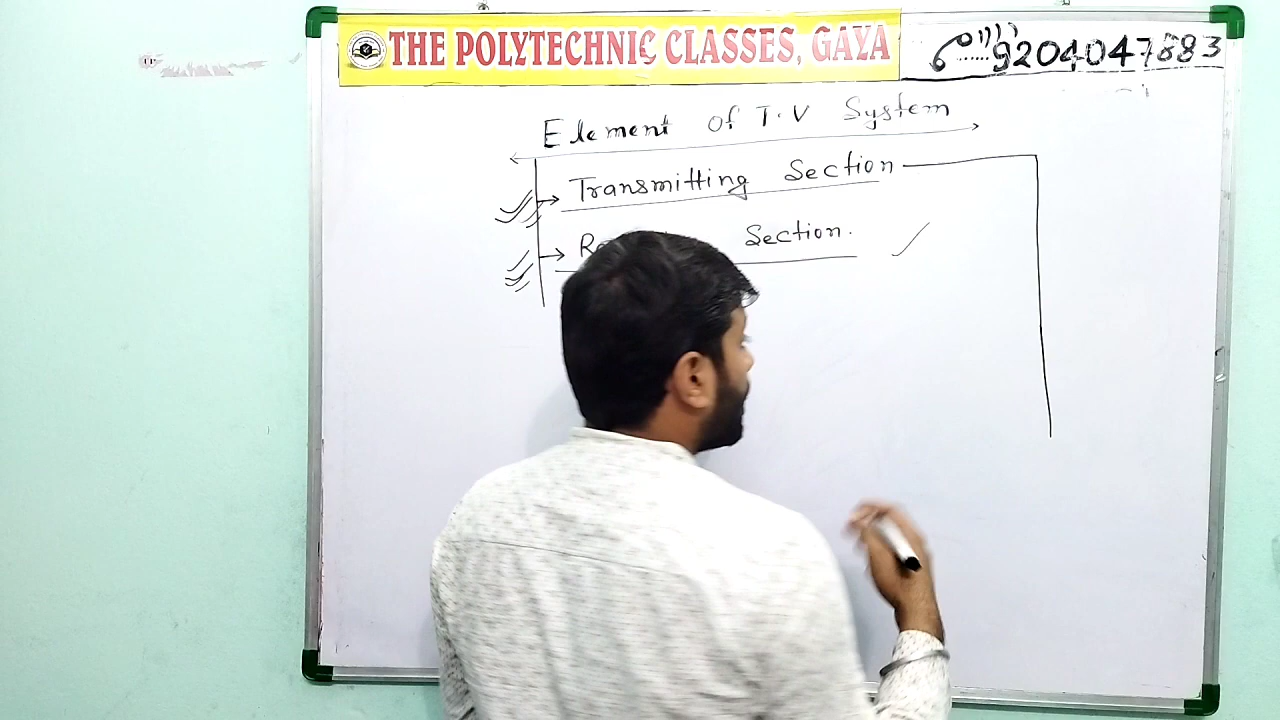 THE POLYTECHNIC CLASSES, GAYA
9204047883
Element of T.V System
Transmitting Section
Section.